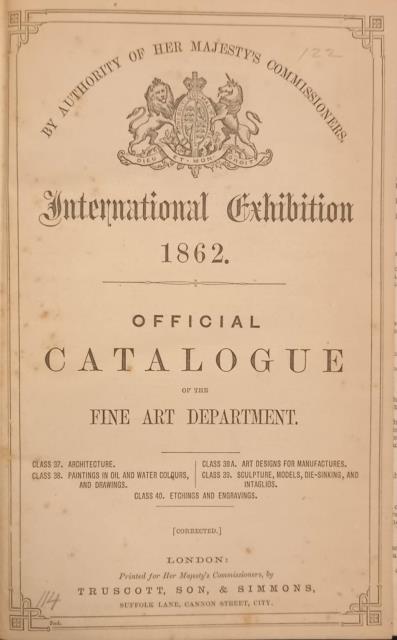 122
BY AUTHORITY OF HER MAJESTY'S COMMISSIONERS.
DIEU ET MON DROIT
International Exhibition
1862.
OFFICIAL
CATALOGUE
OF THE
FINE ART DEPARTMENT.
CLASS 37. ARCHITECTURE.
CLASS 38. PAINTINGS IN OIL AND WATER COLOURS,
AND DRAWINGS.
CLASS 38A. ART DESIGNS FOR MANUFACTURES.
CLASS 39. SCULPTURE, MODELS, DIE-SINKING, AND
INTAGLIOS.
CLASS 40. ETCHINGS AND ENGRAVINGS.
[CORRECTED.]
LONDON:
Printed for Her Majesty's Commissioners, by
TRUSCOTT, SON, & SIMMONS,
SUFFOLK LANE, CANNON STREET, CITY.
114